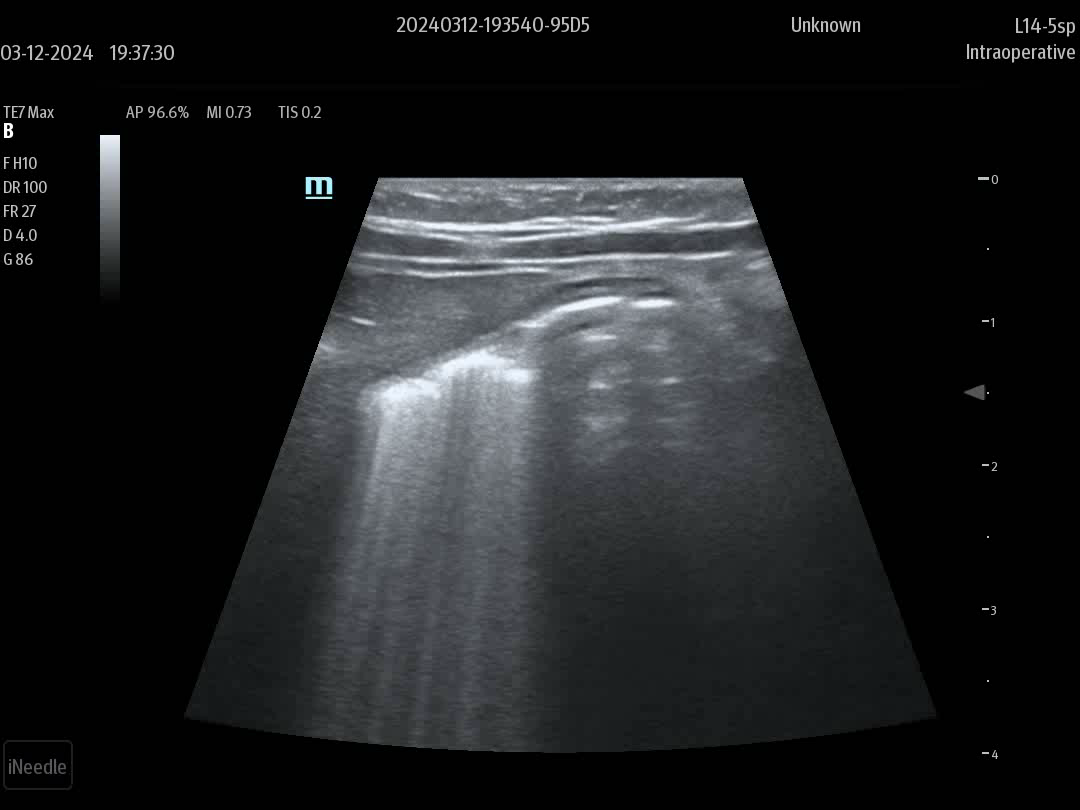 20240312-193540-95D5 Unknown L14-5sp
03-12-2024 19:37:30 Intraoperative
TE7 Max AP 96.6% MI 0.73 TIS 0.2
B
F H10
DR 100
FR 27
D 4.0
G 86
m
0
1
2
3
4
iNeedle